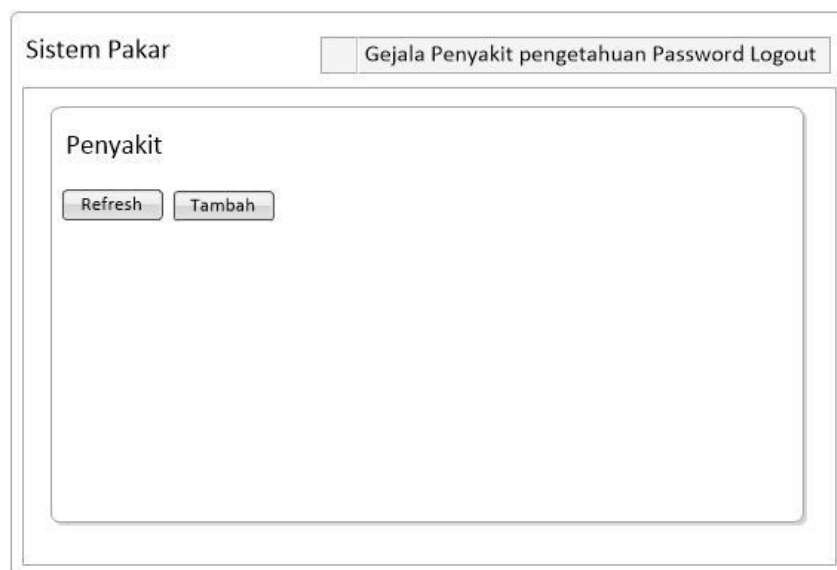 Sistem Pakar
Gejala Penyakit pengetahuan Password Logout
Penyakit
Refresh Tambah